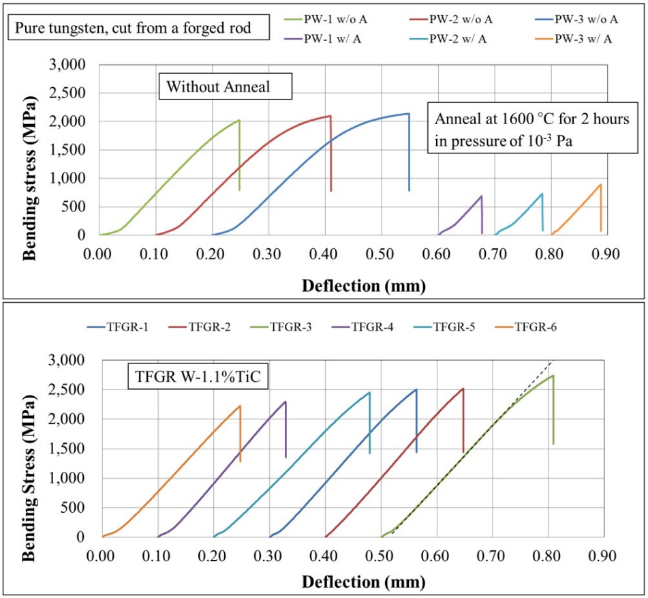 Pure tungsten, cut from a forged rod
PW-1 w/o A PW-2 w/o A PW-3 w/o A
PW-1 w/ A PW-2 w/ A PW-3 w/ A
3,000
2,500
2,000
1,500
1,000
500
0
Bending stress (MPa)
Without Anneal
Anneal at 1600 °C for 2 hours
in pressure of 10⁻³ Pa
0.00 0.10 0.20 0.30 0.40 0.50 0.60 0.70 0.80 0.90
Deflection (mm)
TFGR-1 TFGR-2 TFGR-3 TFGR-4 TFGR-5 TFGR-6
3,000
2,500
2,000
1,500
1,000
500
0
Bending Stress (MPa)
TFGR W-1.1%TiC
0.00 0.10 0.20 0.30 0.40 0.50 0.60 0.70 0.80 0.90
Deflection (mm)